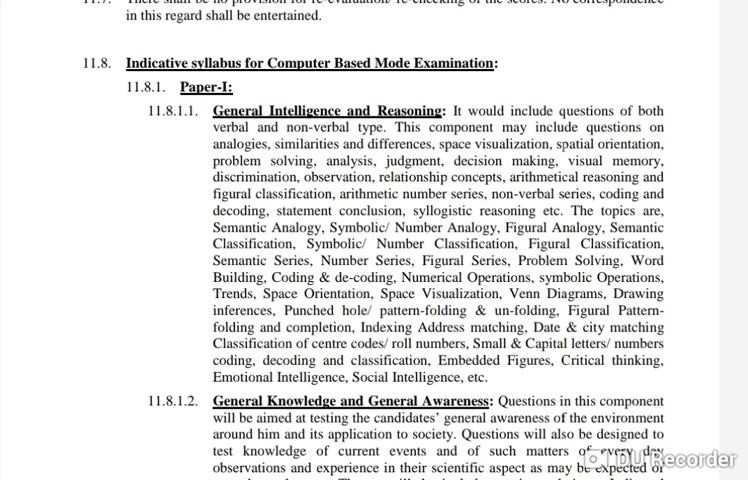 in this regard shall be entertained.
11.8. Indicative syllabus for Computer Based Mode Examination:
11.8.1. Paper-I:
11.8.1.1. General Intelligence and Reasoning: It would include questions of both
verbal and non-verbal type. This component may include questions on
analogies, similarities and differences, space visualization, spatial orientation,
problem solving, analysis, judgment, decision making, visual memory,
discrimination, observation, relationship concepts, arithmetical reasoning and
figural classification, arithmetic number series, non-verbal series, coding and
decoding, statement conclusion, syllogistic reasoning etc. The topics are,
Semantic Analogy, Symbolic/ Number Analogy, Figural Analogy, Semantic
Classification, Symbolic/ Number Classification, Figural Classification,
Semantic Series, Number Series, Figural Series, Problem Solving, Word
Building, Coding & de-coding, Numerical Operations, symbolic Operations,
Trends, Space Orientation, Space Visualization, Venn Diagrams, Drawing
inferences, Punched hole/ pattern-folding & un-folding, Figural Pattern-
folding and completion, Indexing Address matching, Date & city matching
Classification of centre codes/ roll numbers, Small & Capital letters/ numbers
coding, decoding and classification, Embedded Figures, Critical thinking,
Emotional Intelligence, Social Intelligence, etc.
11.8.1.2. General Knowledge and General Awareness: Questions in this component
will be aimed at testing the candidates' general awareness of the environment
around him and its application to society. Questions will also be designed to
test knowledge of current events and of such matters of every day
observations and experience in their scientific aspect as may be expected of
DU Recorder